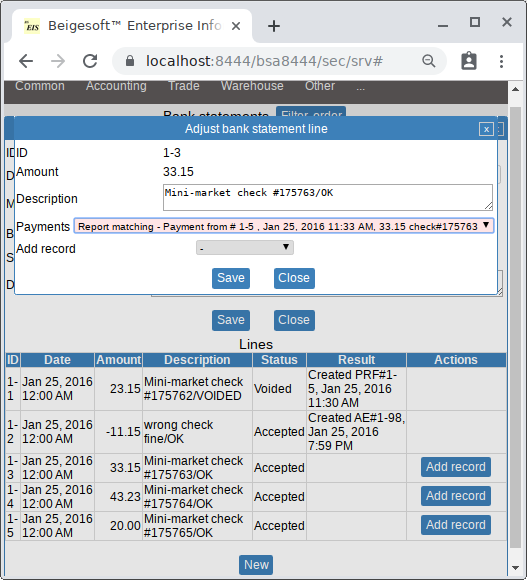 EIS Beigesoft™ Enterprise Info
localhost:8444/bsa8444/sec/srv#
Common Accounting Trade Warehouse Other ...
Bank statements Filter, order
Adjust bank statement line x
ID ID 1-3
Amount 33.15
Description Mini-market check #175763/OK
Payments Report matching - Payment from # 1-5 , Jan 25, 2016 11:33 AM, 33.15 check#175763
Add record -
Save Close
Save Close
Lines
ID Date Amount Description Status Result Actions
1-1 Jan 25, 2016 12:00 AM 23.15 Mini-market check #175762/VOIDED Voided Created PRF#1-5, Jan 25, 2016 11:30 AM
1-2 Jan 25, 2016 12:00 AM -11.15 wrong check fine/OK Accepted Created AE#1-98, Jan 25, 2016 7:59 PM
1-3 Jan 25, 2016 12:00 AM 33.15 Mini-market check #175763/OK Accepted Add record
1-4 Jan 25, 2016 12:00 AM 43.23 Mini-market check #175764/OK Accepted Add record
1-5 Jan 25, 2016 12:00 AM 20.00 Mini-market check #175765/OK Accepted Add record
New